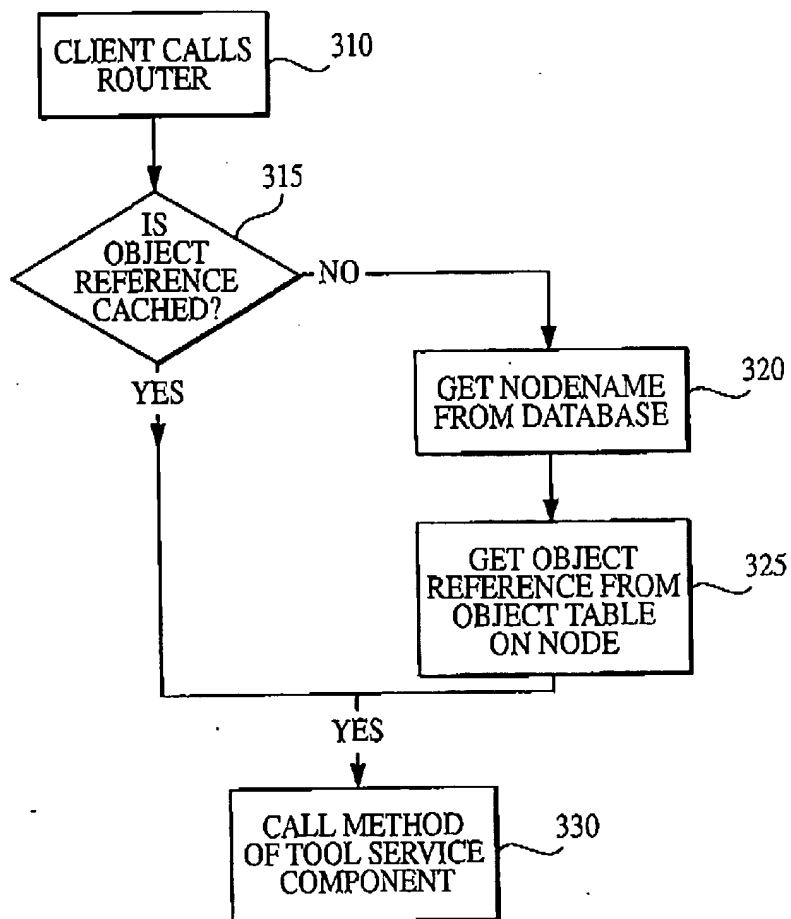 CLIENT CALLS
ROUTER
310
315
IS
OBJECT
REFERENCE
CACHED?
NO
YES
GET NODENAME
FROM DATABASE
320
GET OBJECT
REFERENCE FROM
OBJECT TABLE
ON NODE
325
YES
CALL METHOD
OF TOOL SERVICE
COMPONENT
330